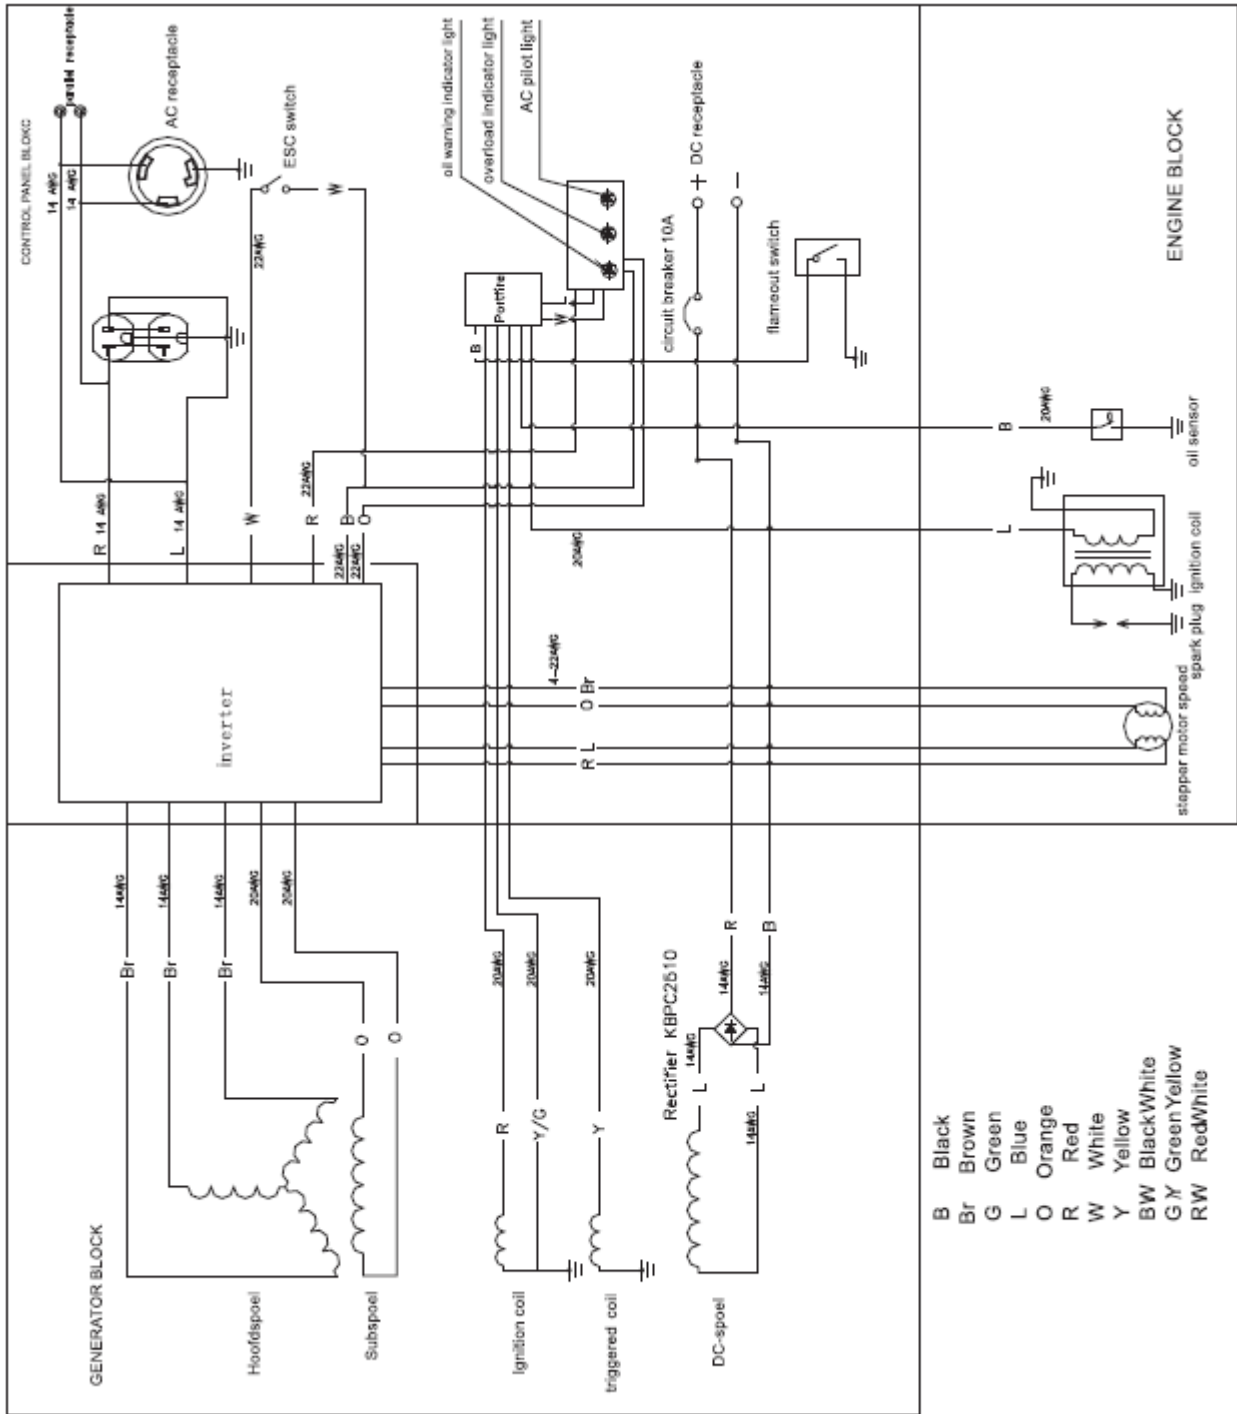 CONTROL PANEL BLOKC
parallel receptacle
14 AWG
14 AWG
AC receptacle
ESC switch
W
22AWG
oil warning indicator light
overload indicator light
AC pilot light
+ DC receptacle
−
circuit breaker 10A
flameout switch
ENGINE BLOCK
Portfire
B
L
W
R 14 AWG
L 14 AWG
W
R
22AWG
B
O
22AWG
22AWG
20AWG
B
20AWG
oil sensor
L
ignition coil
spark plug
stepper motor speed
inverter
4-22AWG
Br
O
L
R
GENERATOR BLOCK
14AWG
14AWG
14AWG
20AWG
20AWG
Br
Br
Br
O
O
Hoofdspoel
Subspoel
20AWG
20AWG
20AWG
R
Y/G
Y
Ignition coil
triggered coil
DC-spoel
Rectifier KBPC2510
14AWG
14AWG
14AWG
14AWG
L
L
R
B
B Black
Br Brown
G Green
L Blue
O Orange
R Red
W White
Y Yellow
BW BlackWhite
G/Y GreenYellow
RW RedWhite